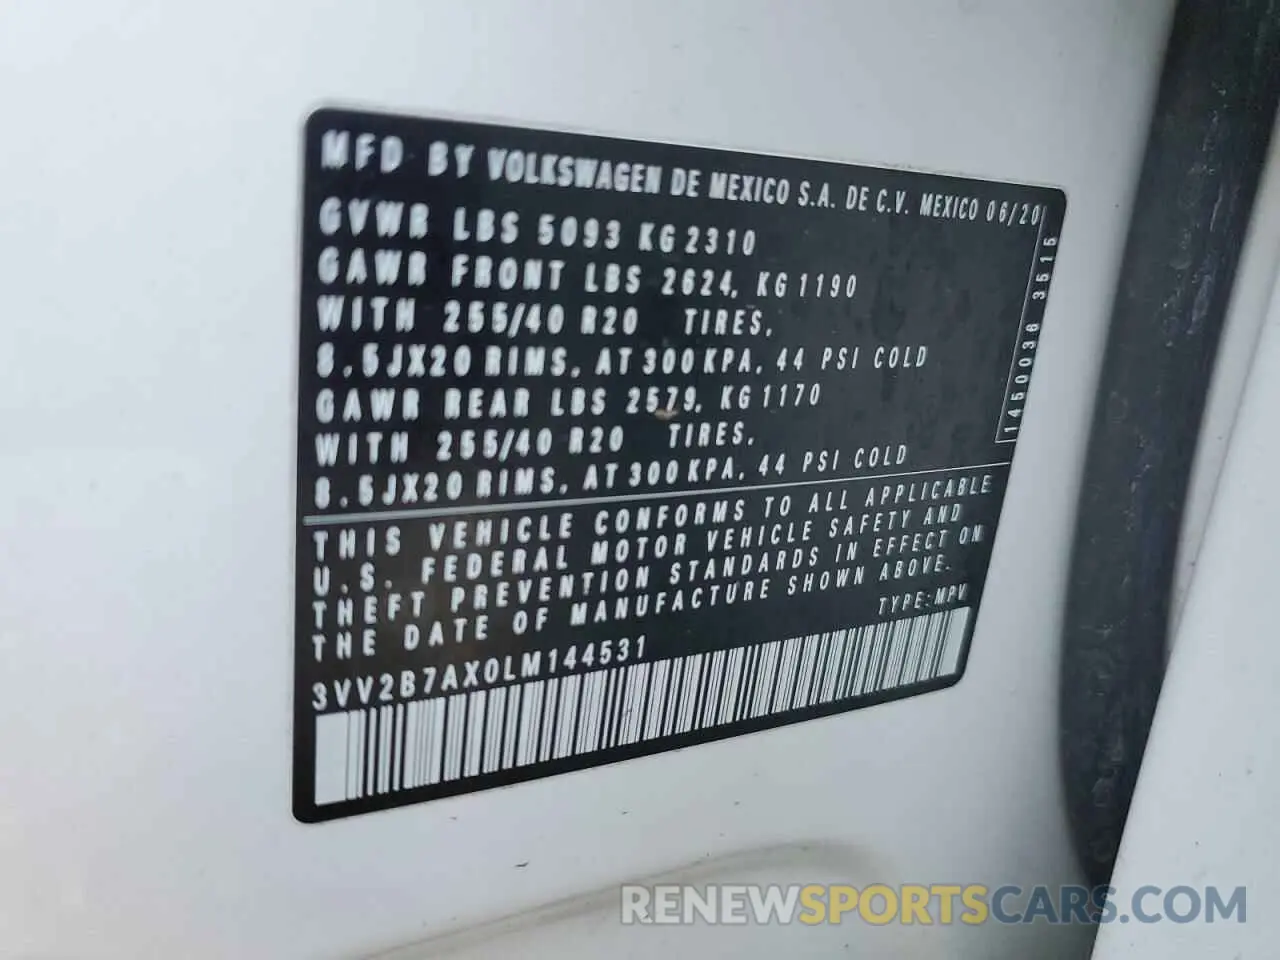 MFD BY VOLKSWAGEN DE MEXICO S.A. DE C.V. MEXICO 06/20
GVWR LBS 5093 KG 2310
GAWR FRONT LBS 2624, KG 1190
WITH 255/40 R20 TIRES,
8.5JX20 RIMS, AT 300 KPA, 44 PSI COLD
GAWR REAR LBS 2579, KG 1170
WITH 255/40 R20 TIRES,
8.5JX20 RIMS, AT 300 KPA, 44 PSI COLD
1450036 3515
THIS VEHICLE CONFORMS TO ALL APPLICABLE
U.S. FEDERAL MOTOR VEHICLE SAFETY AND
THEFT PREVENTION STANDARDS IN EFFECT ON
THE DATE OF MANUFACTURE SHOWN ABOVE.
TYPE: MPV
3VV2B7AX0LM144531
RENEWSPORTSCARS.COM